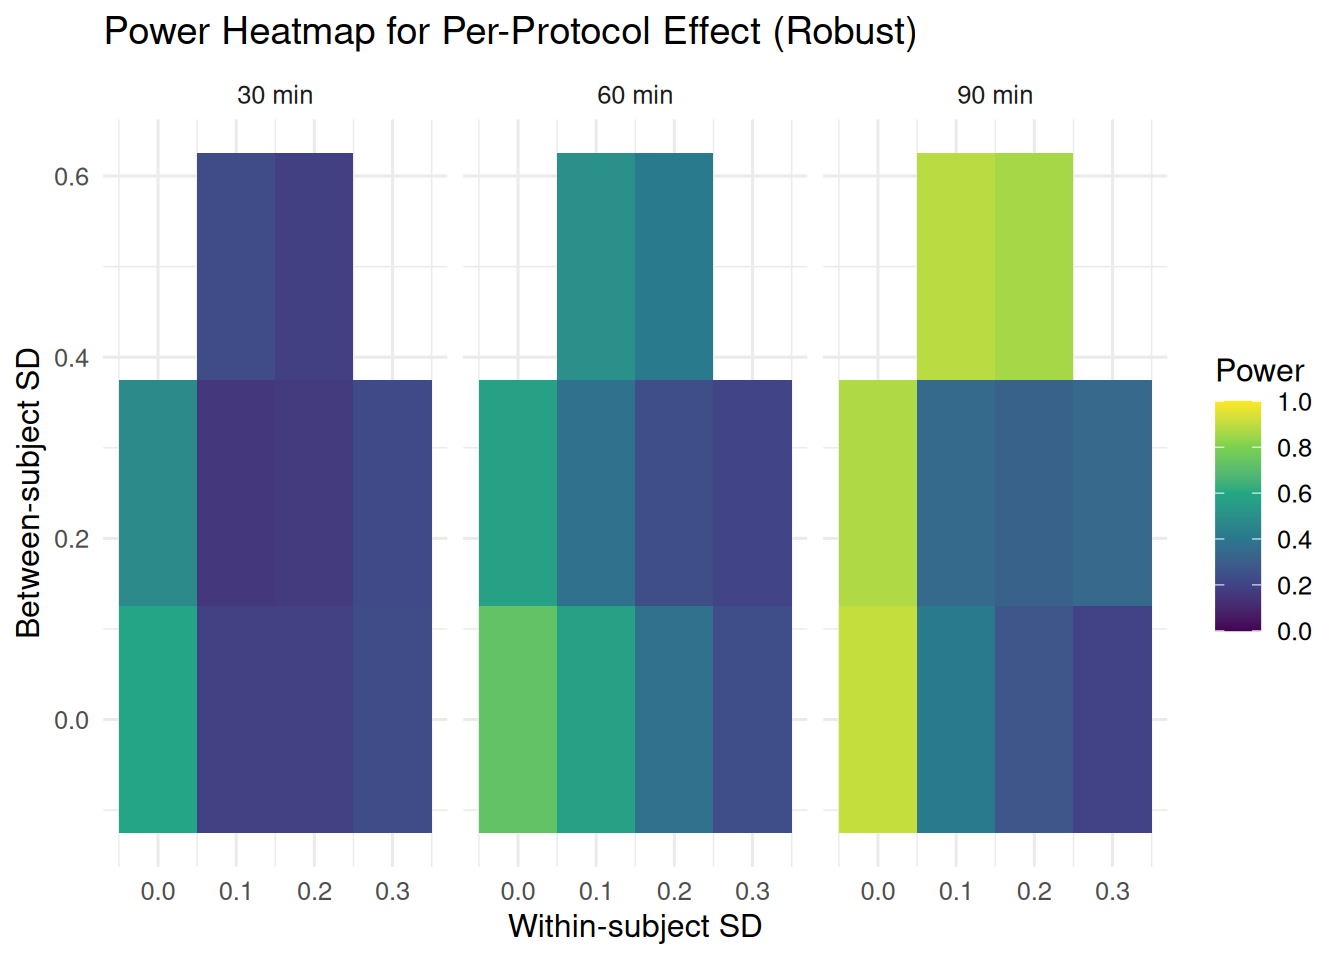 Power Heatmap for Per-Protocol Effect (Robust)
30 min
60 min
90 min
0.6
0.4
0.2
0.0
Between-subject SD
0.0 0.1 0.2 0.3
0.0 0.1 0.2 0.3
0.0 0.1 0.2 0.3
Within-subject SD
Power
1.0
0.8
0.6
0.4
0.2
0.0